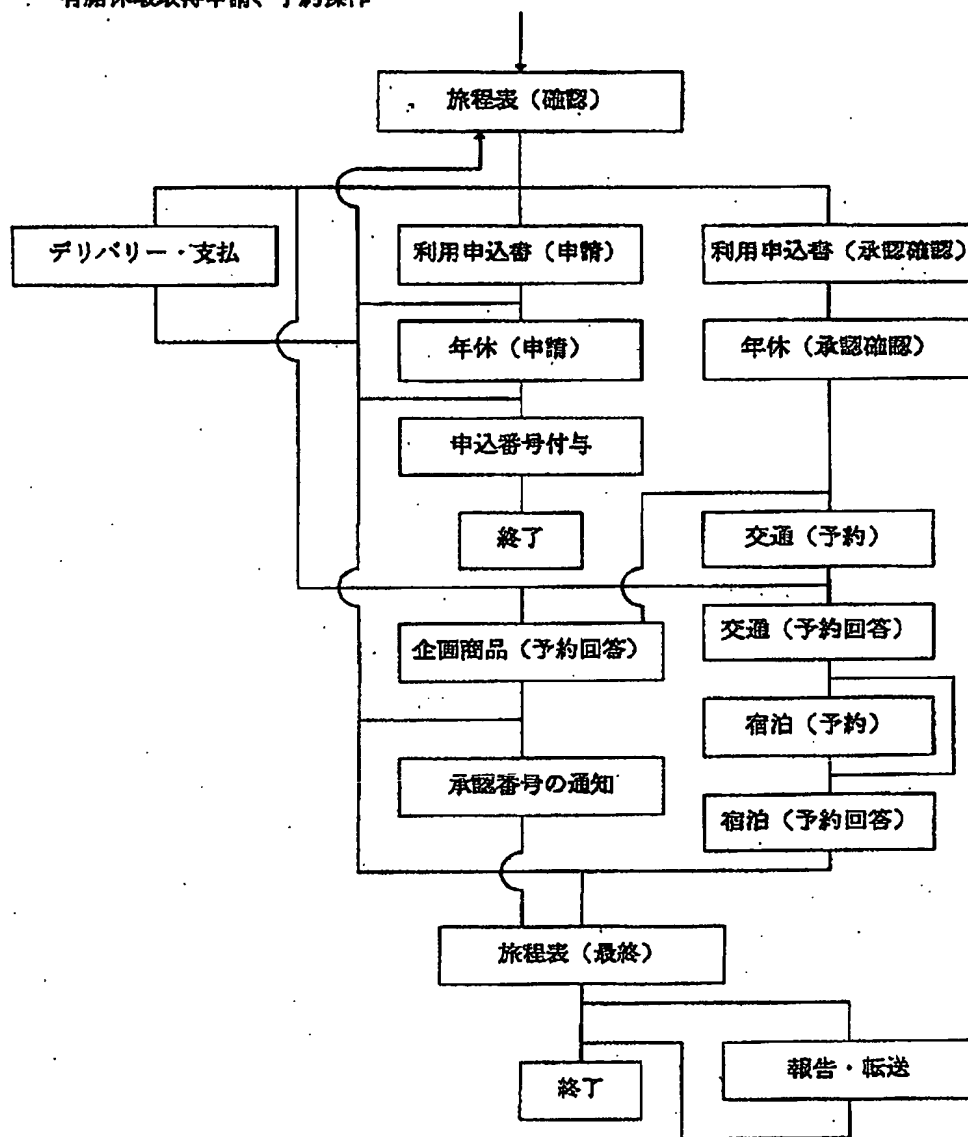 旅程表（確認）
デリバリー・支払
利用申込番（申請）
利用申込番（承認確認）
年休（申請）
年休（承認確認）
申込番号付与
終了
交通（予約）
企画商品（予約回答）
交通（予約回答）
宿泊（予約）
承認番号の通知
宿泊（予約回答）
旅程表（最終）
終了
報告・転送